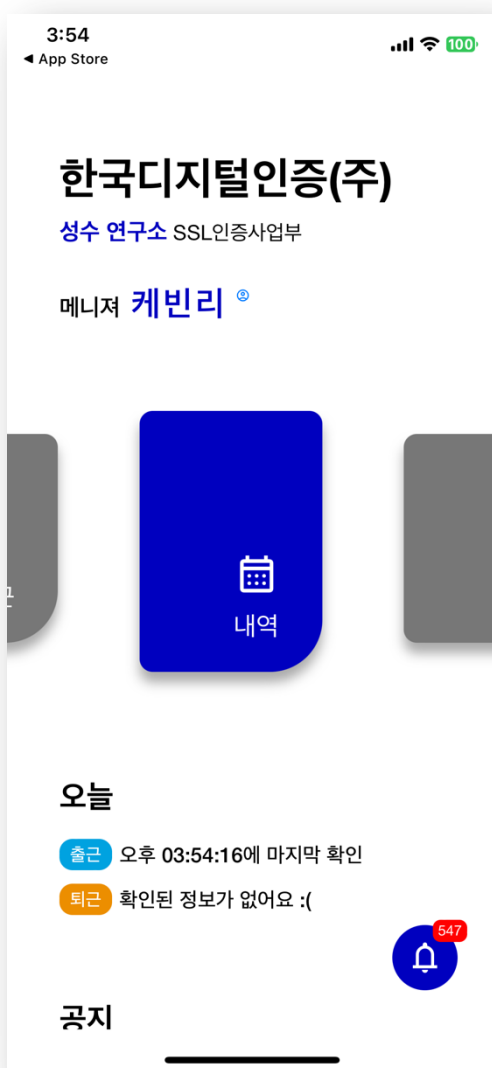 3:54
100
◀ App Store
한국디지털인증(주)
성수 연구소 SSL인증사업부
메니져 케빈리
내역
오늘
출근 오후 03:54:16에 마지막 확인
퇴근 확인된 정보가 없어요 :(
547
공지